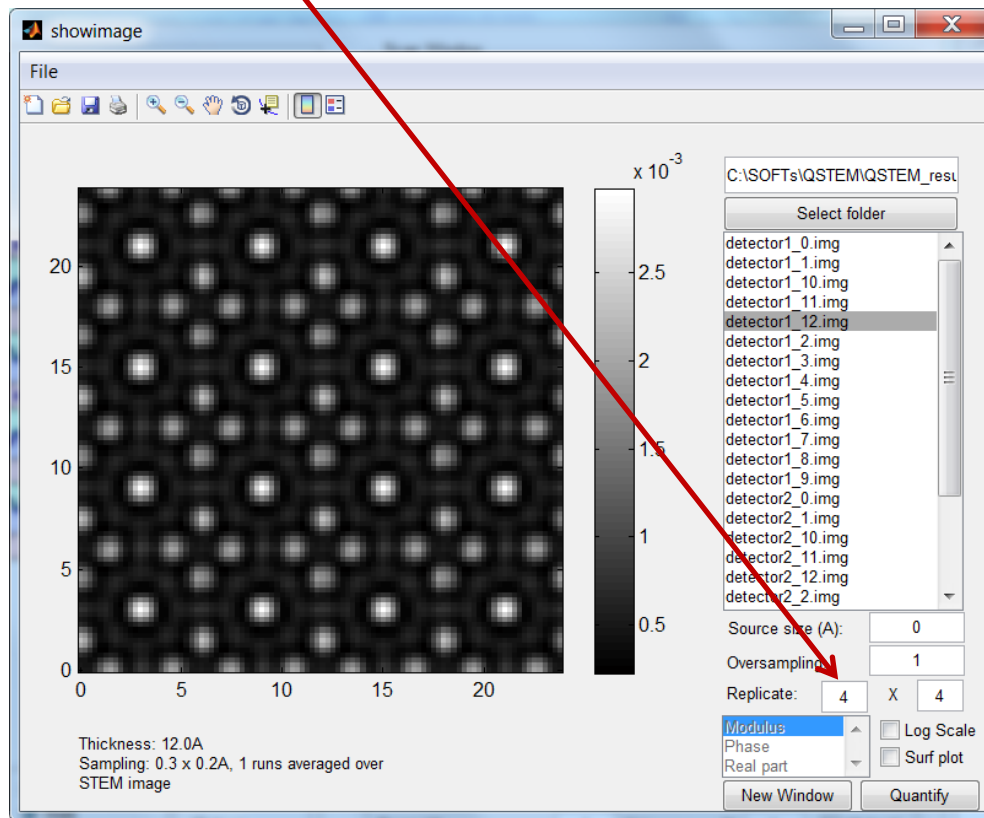 showimage
File
x 10-3
20
15
10
5
0
0 5 10 15 20
2.5
2
1.5
1
0.5
Thickness: 12.0A
Sampling: 0.3 x 0.2A, 1 runs averaged over
STEM image
C:\SOFTs\QSTEM\QSTEM_resu
Select folder
detector1_0.img
detector1_1.img
detector1_10.img
detector1_11.img
detector1_12.img
detector1_2.img
detector1_3.img
detector1_4.img
detector1_5.img
detector1_6.img
detector1_7.img
detector1_8.img
detector1_9.img
detector2_0.img
detector2_1.img
detector2_10.img
detector2_11.img
detector2_12.img
detector2_2.img
Source size (A): 0
Oversampling 1
Replicate: 4 X 4
Modulus
Phase
Real part
Log Scale
Surf plot
New Window
Quantify